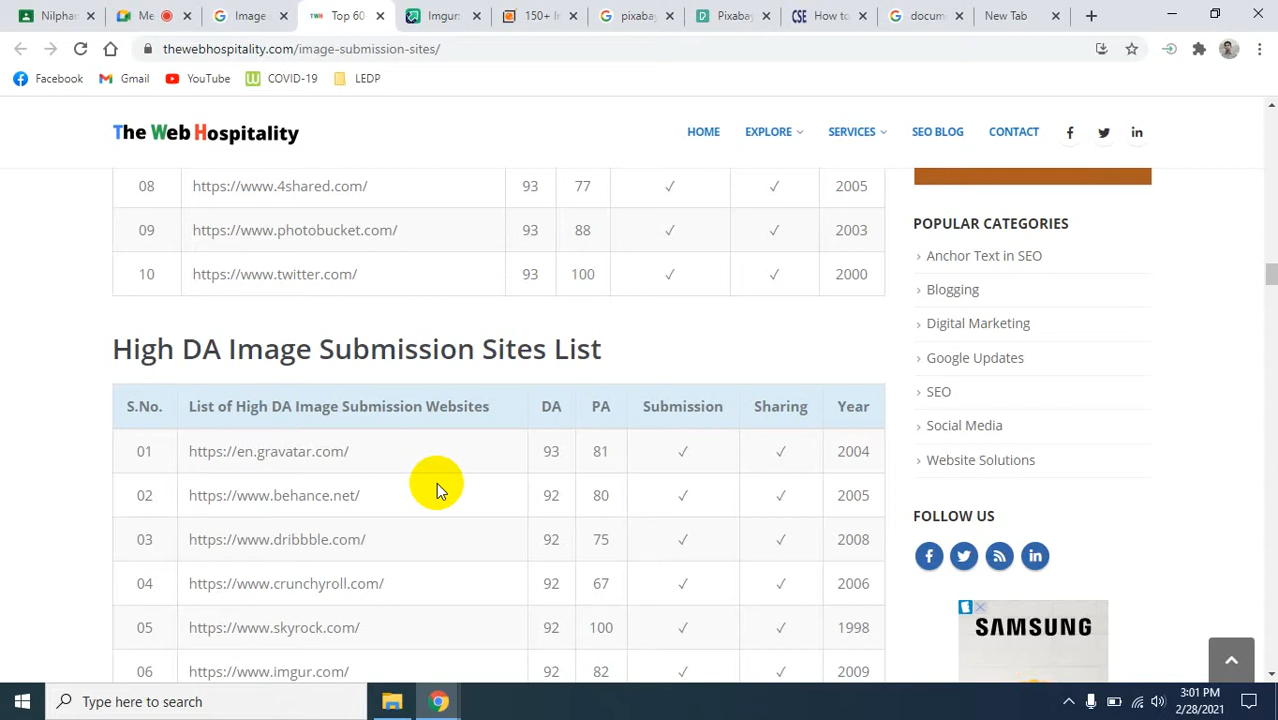 Nilpha
Me
Image
Top 60
Imgur:
150+ I
pixabay
Pixabay
How to
docum
New Tab
thewebhospitality.com/image-submission-sites/
Facebook
Gmail
YouTube
COVID-19
LEDP
The Web Hospitality
HOME
EXPLORE
SERVICES
SEO BLOG
CONTACT
08 https://www.4shared.com/ 93 77 ✓ ✓ 2005
09 https://www.photobucket.com/ 93 88 ✓ ✓ 2003
10 https://www.twitter.com/ 93 100 ✓ ✓ 2000
High DA Image Submission Sites List
S.No. List of High DA Image Submission Websites DA PA Submission Sharing Year
01 https://en.gravatar.com/ 93 81 ✓ ✓ 2004
02 https://www.behance.net/ 92 80 ✓ ✓ 2005
03 https://www.dribbble.com/ 92 75 ✓ ✓ 2008
04 https://www.crunchyroll.com/ 92 67 ✓ ✓ 2006
05 https://www.skyrock.com/ 92 100 ✓ ✓ 1998
06 https://www.imgur.com/ 92 82 ✓ ✓ 2009
POPULAR CATEGORIES
Anchor Text in SEO
Blogging
Digital Marketing
Google Updates
SEO
Social Media
Website Solutions
FOLLOW US
SAMSUNG
Type here to search
3:01 PM
2/28/2021